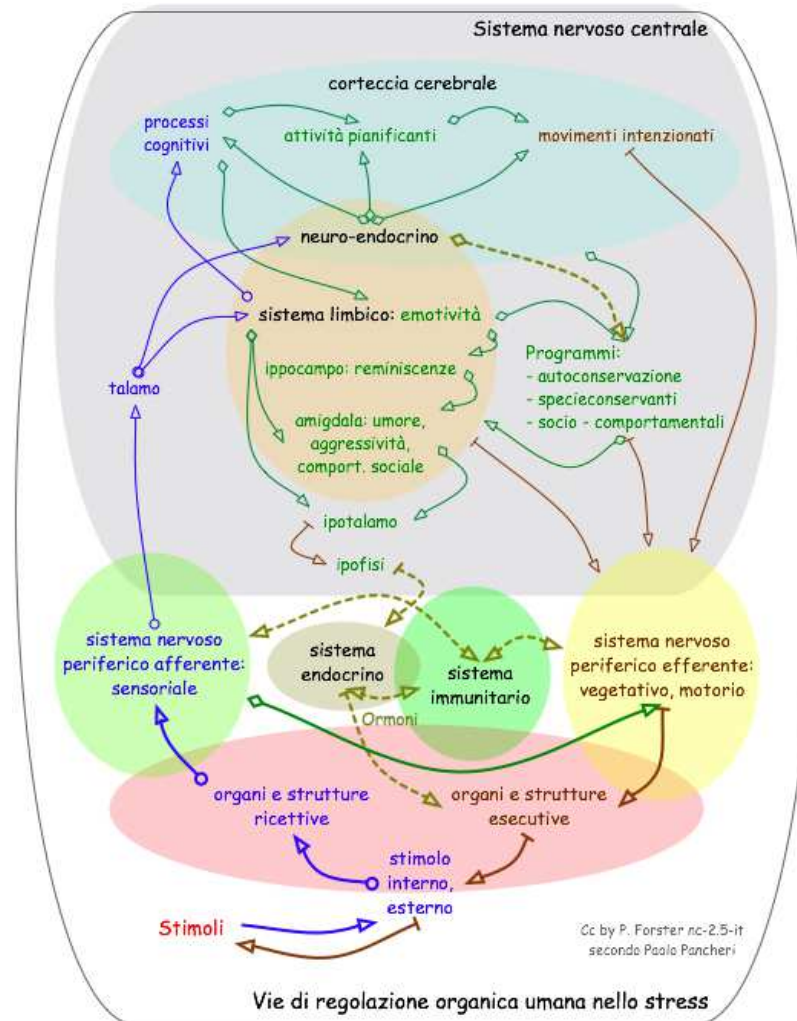 Sistema nervoso centrale
corteccia cerebrale
processi
cognitivi
attività pianificanti
movimenti intenzionati
neuro-endocrino
sistema limbico: emotività
ippocampo: reminiscenze
amigdala: umore,
aggressività,
comport. sociale
Programmi:
- autoconservazione
- specieconservanti
- socio - comportamentali
talamo
ipotalamo
ipofisi
sistema nervoso
periferico afferente:
sensoriale
sistema
endocrino
sistema
immunitario
sistema nervoso
periferico efferente:
vegetativo, motorio
Ormoni
organi e strutture
ricettive
organi e strutture
esecutive
stimolo
interno,
esterno
Stimoli
Cc by P. Forster nc-2.5-it
secondo Paolo Pancheri
Vie di regolazione organica umana nello stress